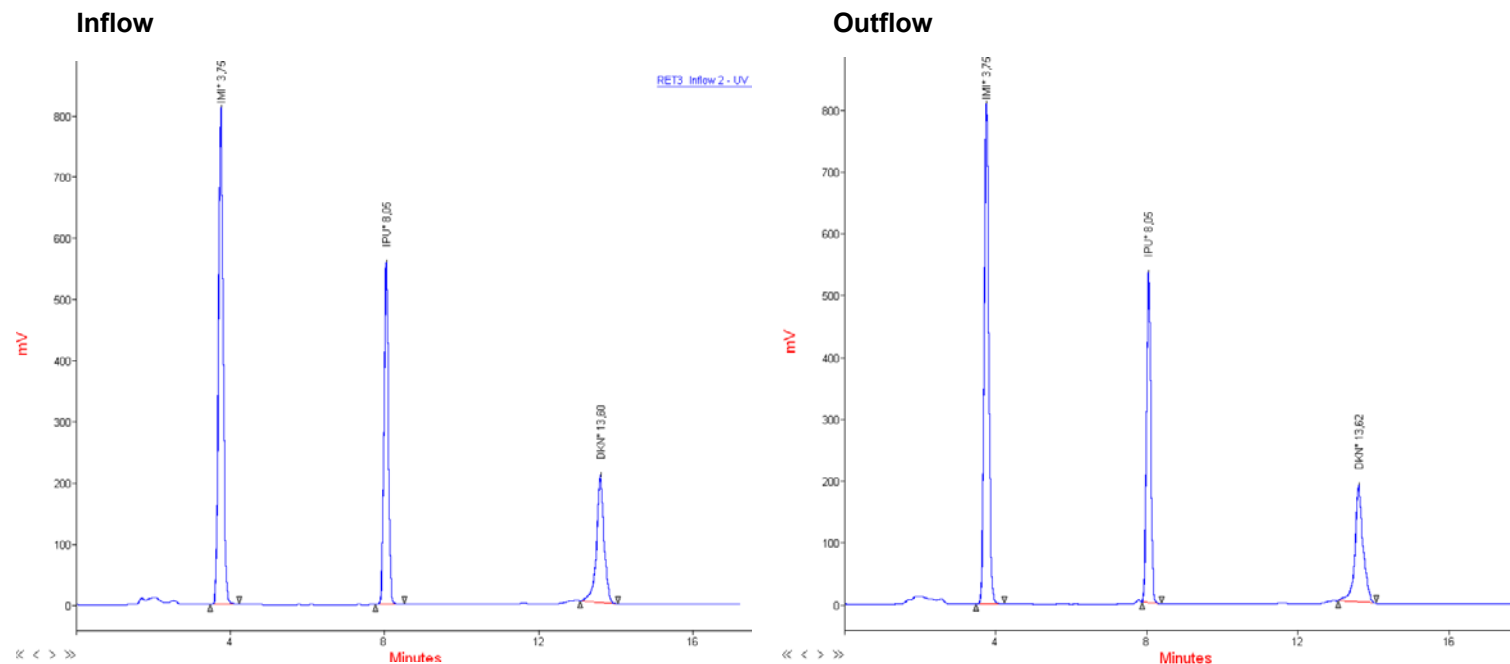 Inflow
RET3 Inflow 2 - UV
IMI* 3,75
IPU* 8,05
DKN* 13,60
800
700
600
500
400
300
200
100
0
mV
4
8
12
16
Minutes
« < > »
Outflow
IMI* 3,75
IPU* 8,05
DKN* 13,62
800
700
600
500
400
300
200
100
0
mV
4
8
12
16
Minutes
« < > »